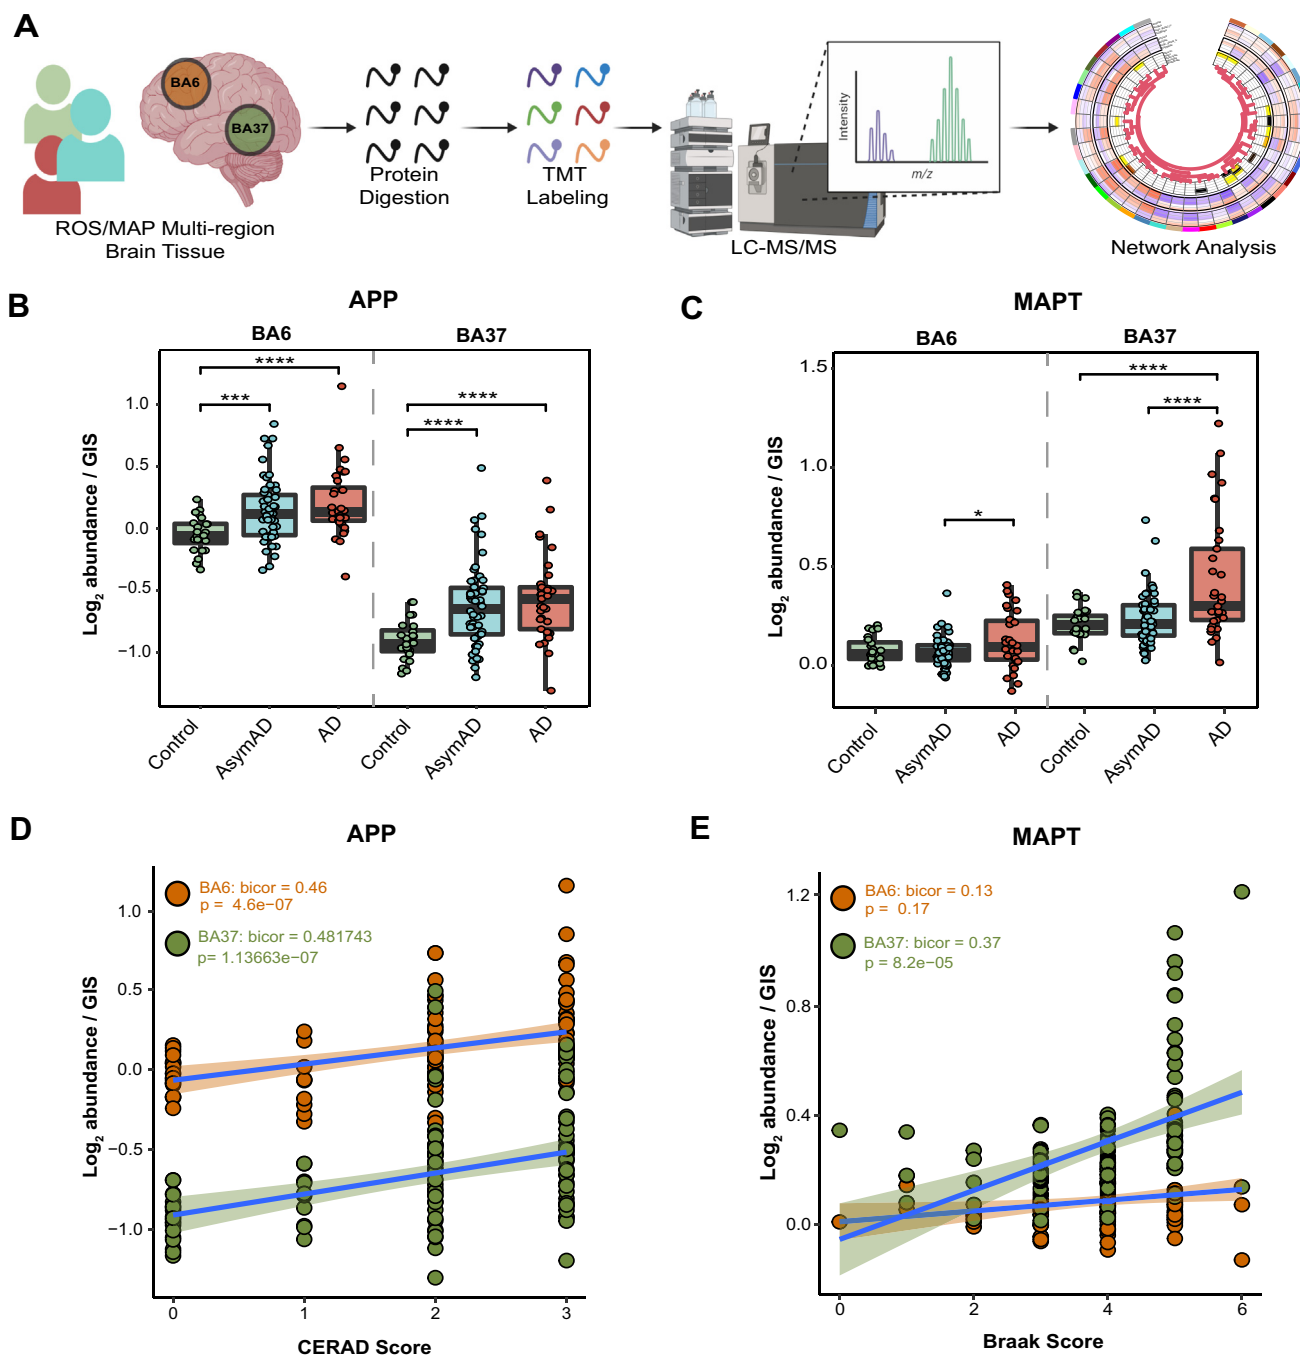 A
BA6
BA37
ROS/MAP Multi-region
Brain Tissue
Protein
Digestion
TMT
Labeling
Intensity
m/z
LC-MS/MS
Network Analysis
B
APP
BA6
BA37
****
***
****
****
Log2 abundance / GIS
1.0
0.5
0.0
−0.5
−1.0
Control
AsymAD
AD
Control
AsymAD
AD
C
MAPT
BA6
BA37
****
****
*
Log2 abundance / GIS
1.5
1.0
0.5
0.0
Control
AsymAD
AD
Control
AsymAD
AD
D
APP
BA6: bicor = 0.46
p = 4.6e−07
BA37: bicor = 0.481743
p= 1.13663e−07
Log2 abundance / GIS
1.0
0.5
0.0
−0.5
−1.0
0
1
2
3
CERAD Score
E
MAPT
BA6: bicor = 0.13
p = 0.17
BA37: bicor = 0.37
p = 8.2e−05
Log2 abundance / GIS
1.2
0.8
0.4
0.0
0
2
4
6
Braak Score